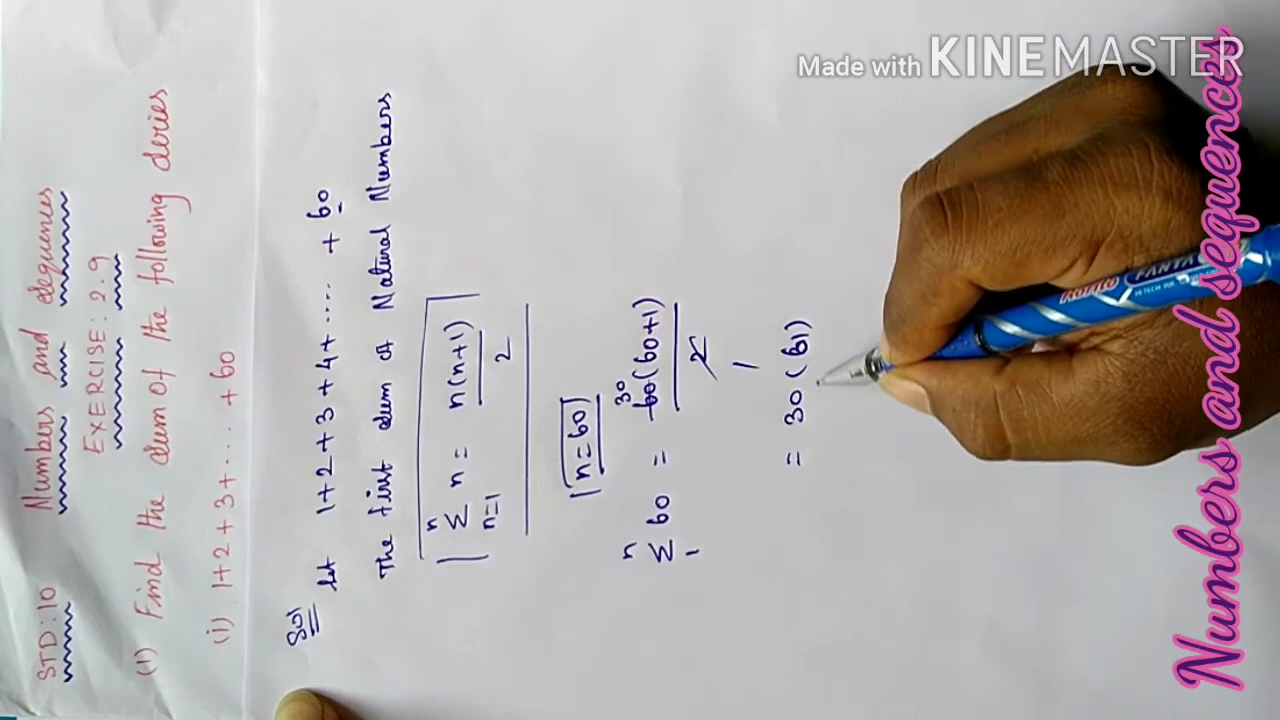 STD:10 Numbers and sequences
EXERCISE: 2.9
(1) Find the sum of the following series
(i) 1+2+3+.... +60
Sol
let 1+2+3+4+.... +60
The first sum of Natural Numbers
n
Σ n = n(n+1)
n=1 2
n=60
n 30
Σ 60 = 60(60+1)
1 2
1
= 30(61)
Made with KINEMASTER
Numbers and sequences